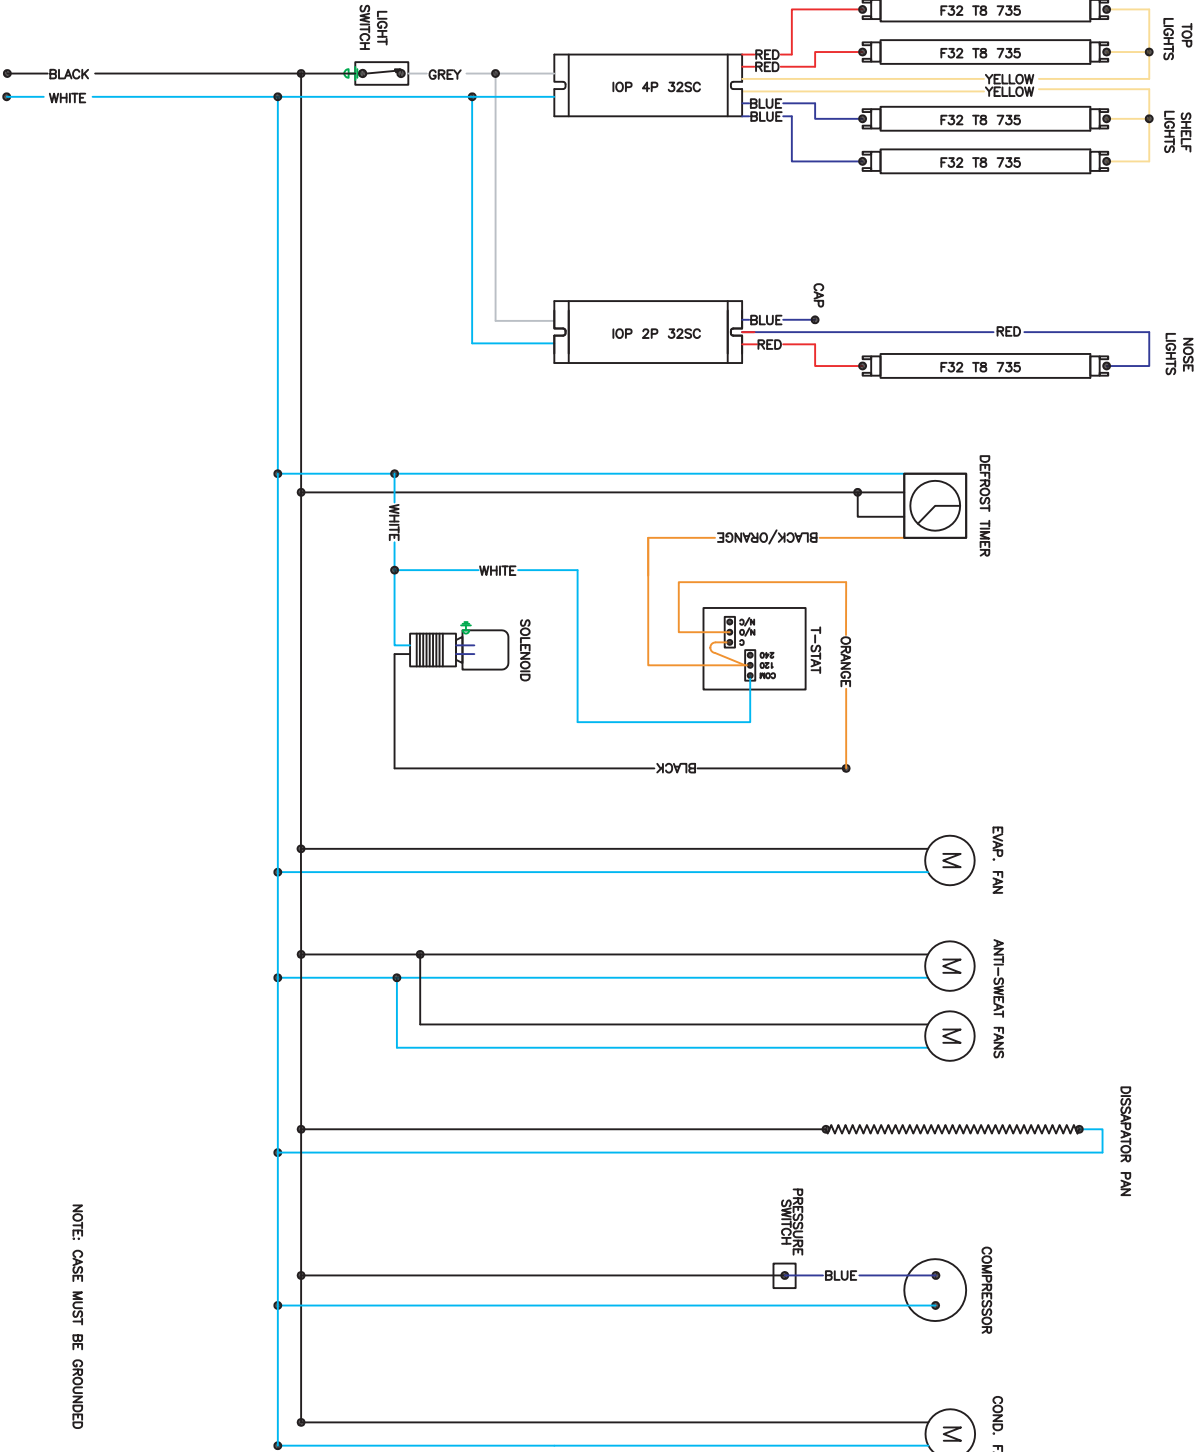 F32 T8 735
TOP
LIGHTS
LIGHT
SWITCH
RED
RED
F32 T8 735
BLACK
GREY
IOP 4P 32SC
YELLOW
YELLOW
WHITE
BLUE
BLUE
F32 T8 735
SHELF
LIGHTS
F32 T8 735
CAP
BLUE
IOP 2P 32SC
RED
RED
NOSE
LIGHTS
F32 T8 735
DEFROST TIMER
WHITE
BLACK/ORANGE
WHITE
SOLENOID
N/C
N/O
C
240
120
COM
T-STAT
ORANGE
BLACK
EVAP. FAN
M
ANTI-SWEAT FANS
M
M
DISSAPATOR PAN
PRESSURE
SWITCH
BLUE
COMPRESSOR
NOTE: CASE MUST BE GROUNDED
COND.
M